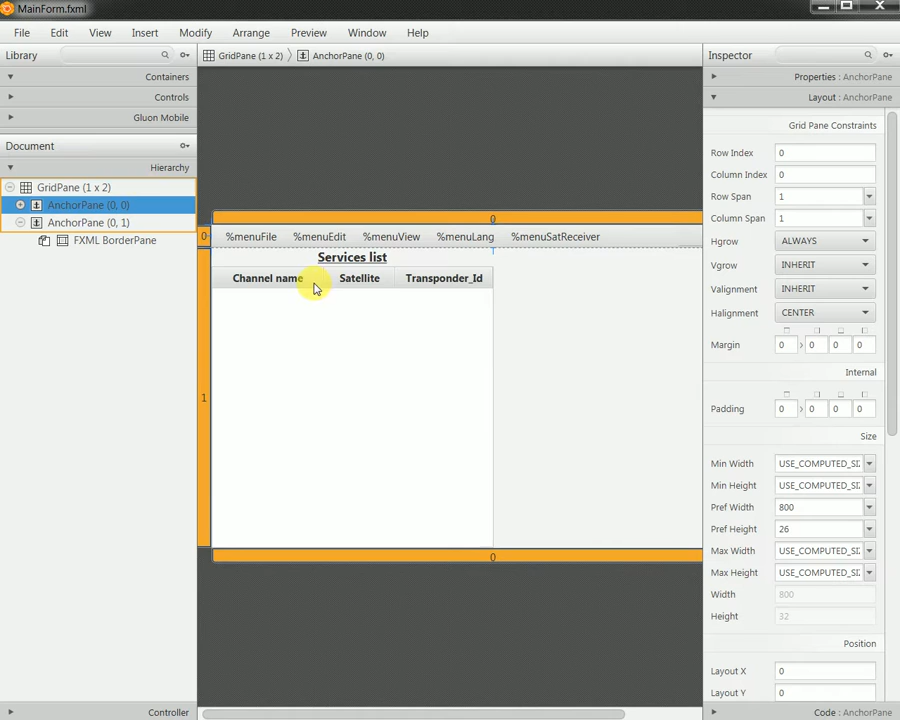 MainForm.fxml
File Edit View Insert Modify Arrange Preview Window Help
Library
Containers
Controls
Gluon Mobile
Document
Hierarchy
GridPane (1 x 2)
AnchorPane (0, 0)
AnchorPane (0, 1)
FXML BorderPane
Controller
GridPane (1 x 2) AnchorPane (0, 0)
0
0 %menuFile %menuEdit %menuView %menuLang %menuSatReceiver
Services list
Channel name Satellite Transponder_Id
1
0
Inspector
Properties : AnchorPane
Layout : AnchorPane
Grid Pane Constraints
Row Index 0
Column Index 0
Row Span 1
Column Span 1
Hgrow ALWAYS
Vgrow INHERIT
Valignment INHERIT
Halignment CENTER
Margin 0 0 0 0
Internal
Padding 0 0 0 0
Size
Min Width USE_COMPUTED_SI
Min Height USE_COMPUTED_SI
Pref Width 800
Pref Height 26
Max Width USE_COMPUTED_SI
Max Height USE_COMPUTED_SI
Width 800
Height 32
Position
Layout X 0
Layout Y 0
Code : AnchorPane